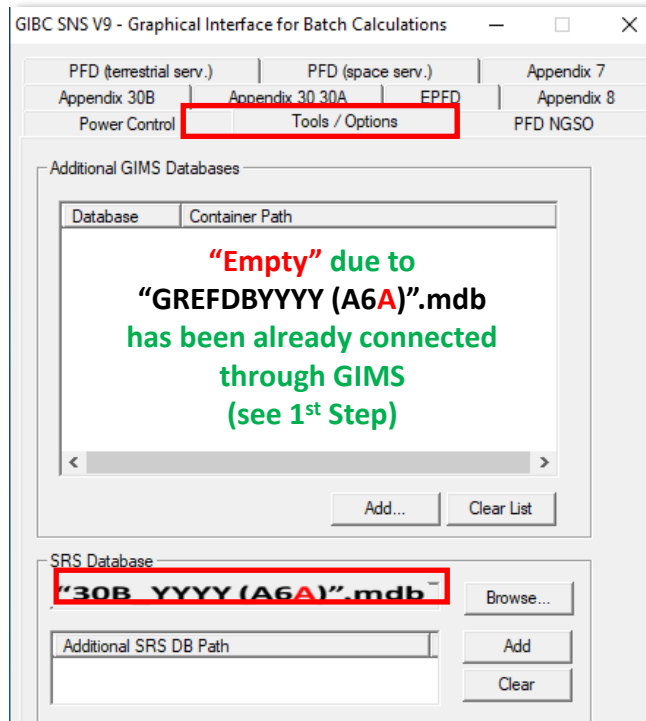 GIBC SNS V9 - Graphical Interface for Batch Calculations
PFD (terrestrial serv.) PFD (space serv.) Appendix 7
Appendix 30B Appendix 30 30A EPFD Appendix 8
Power Control Tools / Options PFD NGSO
Additional GIMS Databases
Database Container Path
“Empty” due to
“GREFDBYYYY (A6A)”.mdb
has been already connected
through GIMS
(see 1st Step)
Add... Clear List
SRS Database
“30B_YYYY (A6A)”.mdb Browse...
Additional SRS DB Path Add
Clear